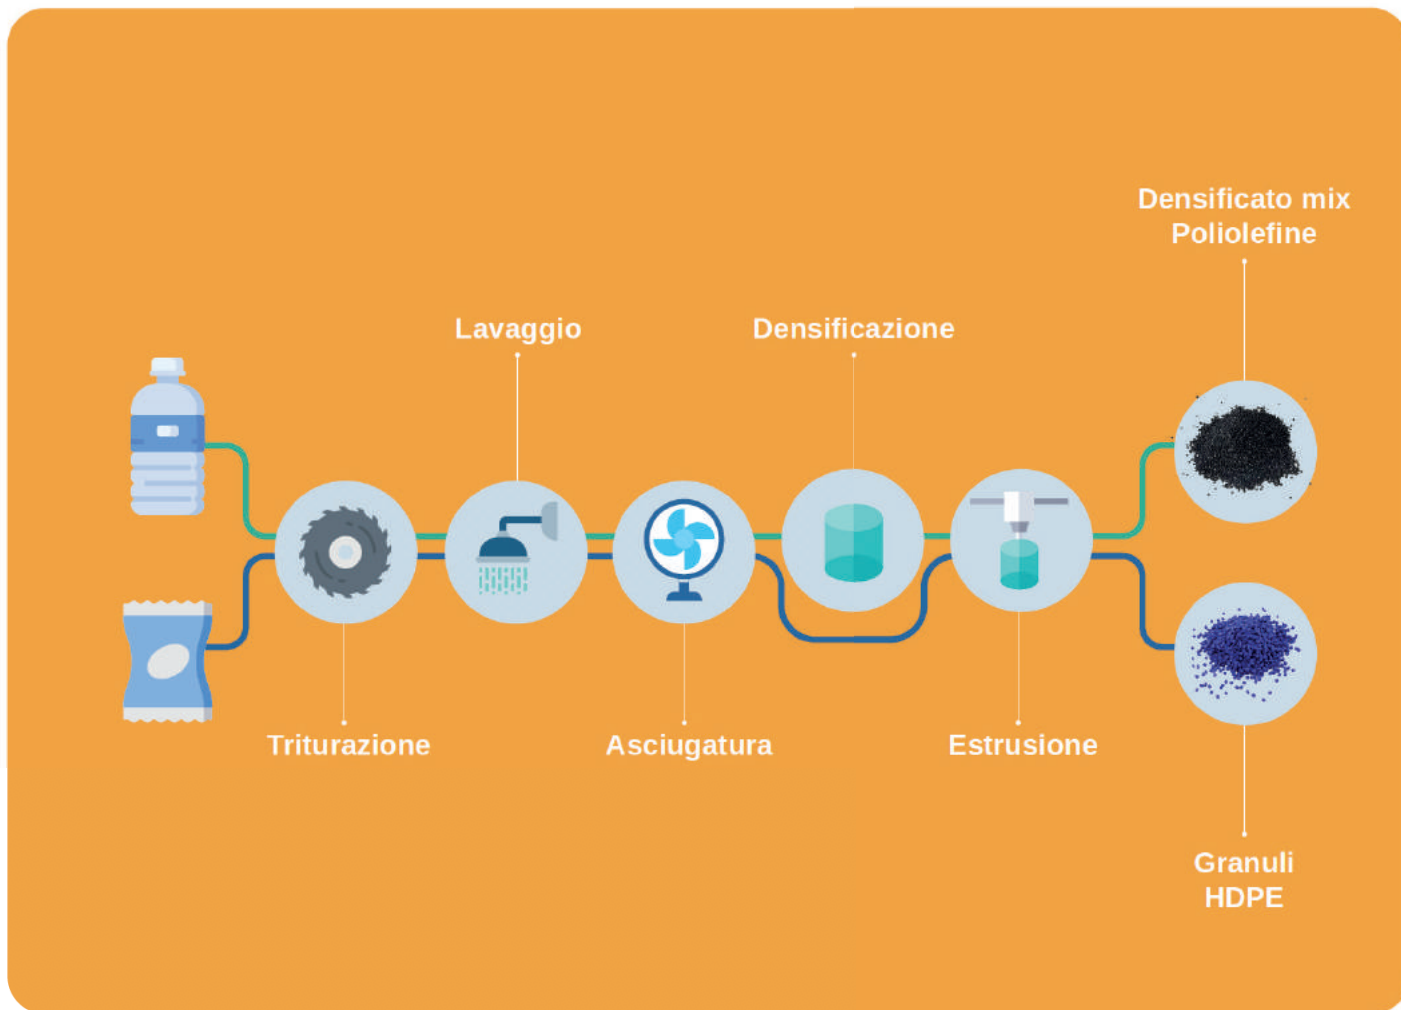 Densificato mix
Poliolefine
Lavaggio
Densificazione
Triturazione
Asciugatura
Estrusione
Granuli
HDPE